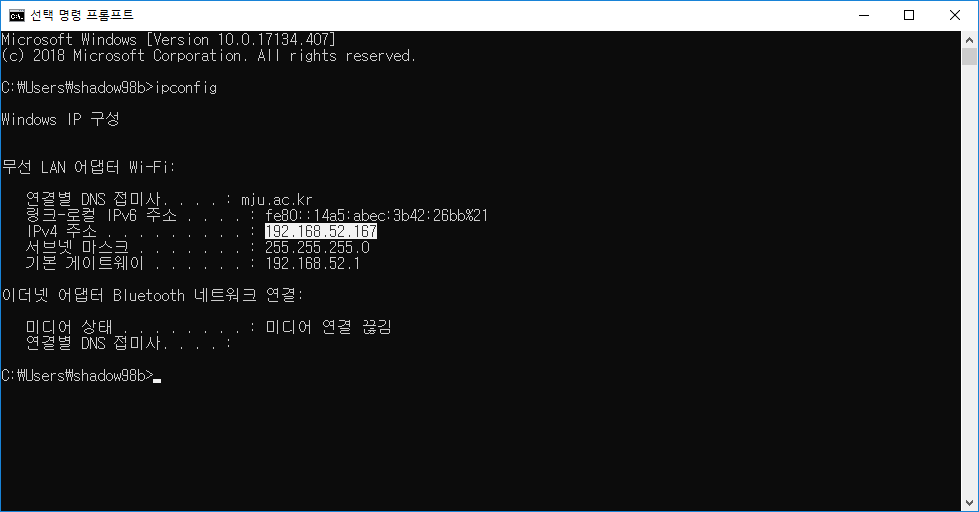 선택 명령 프롬프트
Microsoft Windows [Version 10.0.17134.407]
(c) 2018 Microsoft Corporation. All rights reserved.
C:₩Users₩shadow98b>ipconfig
Windows IP 구성
무선 LAN 어댑터 Wi-Fi:
연결별 DNS 접미사. . . . : mju.ac.kr
링크-로컬 IPv6 주소 . . . . : fe80::14a5:abec:3b42:26bb%21
IPv4 주소 . . . . . . . . . : 192.168.52.167
서브넷 마스크 . . . . . . . : 255.255.255.0
기본 게이트웨이 . . . . . . : 192.168.52.1
이더넷 어댑터 Bluetooth 네트워크 연결:
미디어 상태 . . . . . . . . : 미디어 연결 끊김
연결별 DNS 접미사. . . . :
C:₩Users₩shadow98b>